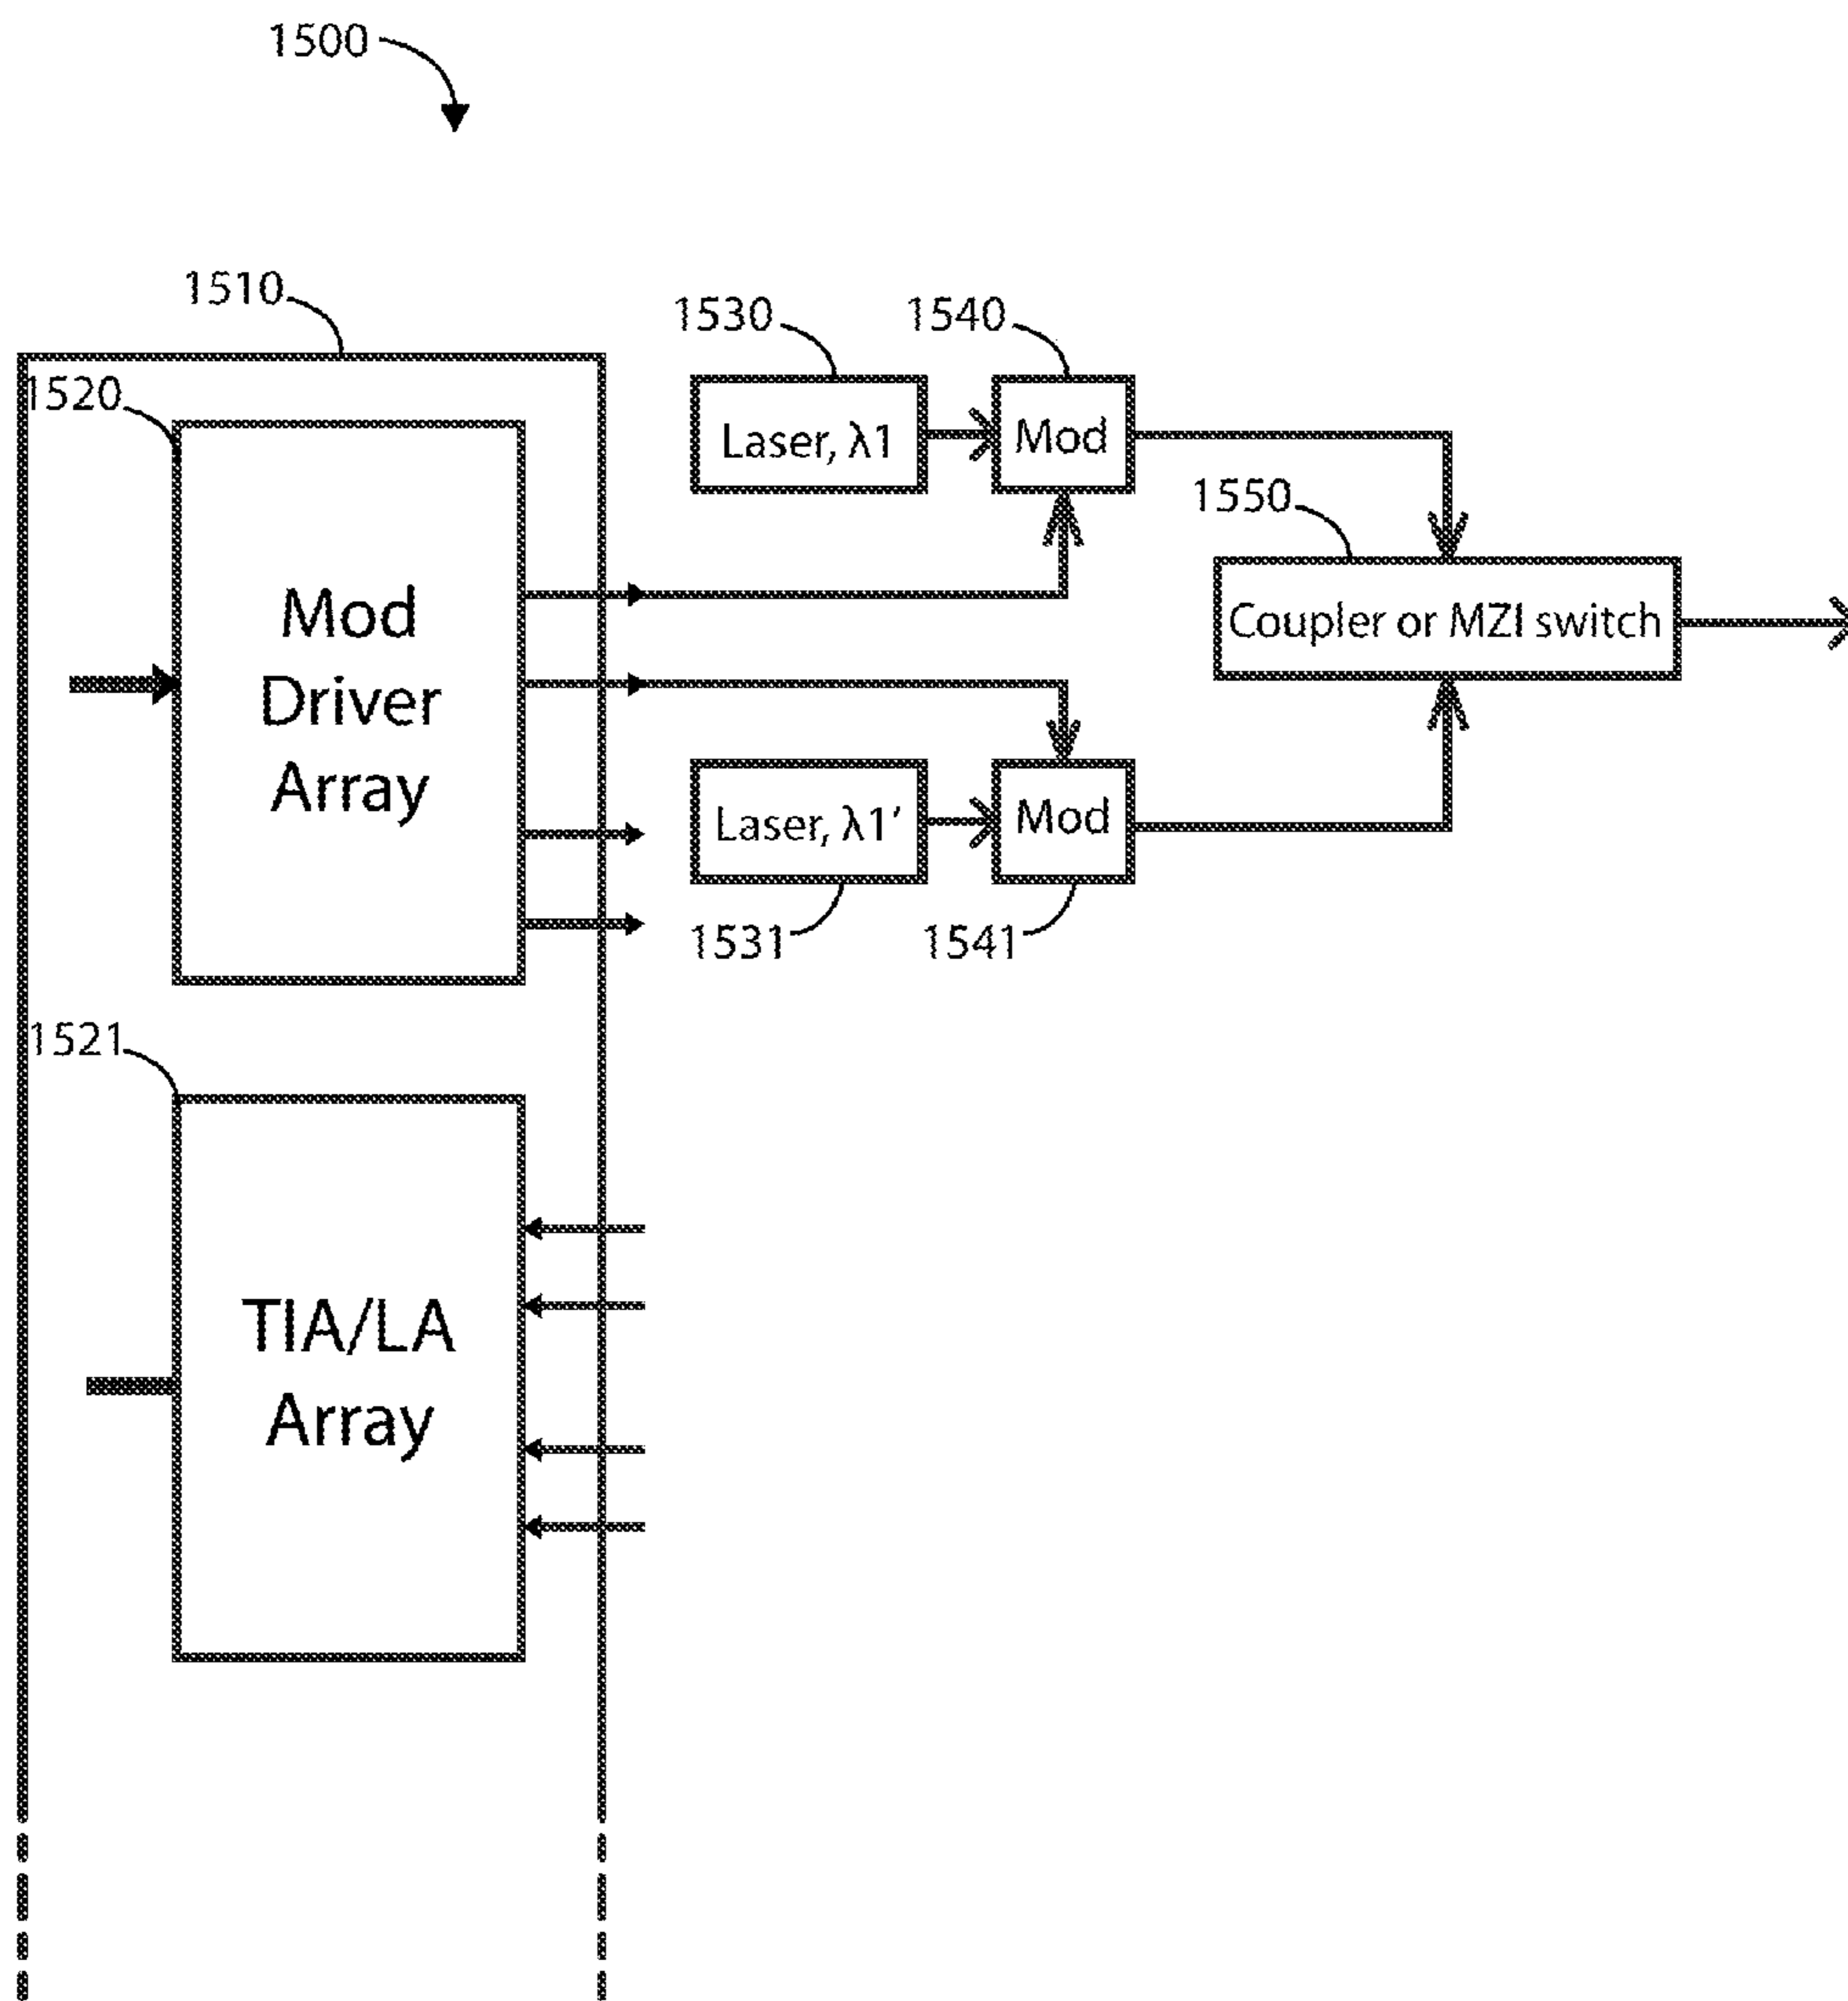 1500
1510
1530
1540
1520
Laser, λ1
Mod
1550
Mod
Driver
Array
Coupler or MZI switch
Laser, λ1’
Mod
1531
1541
1521
TIA/LA
Array